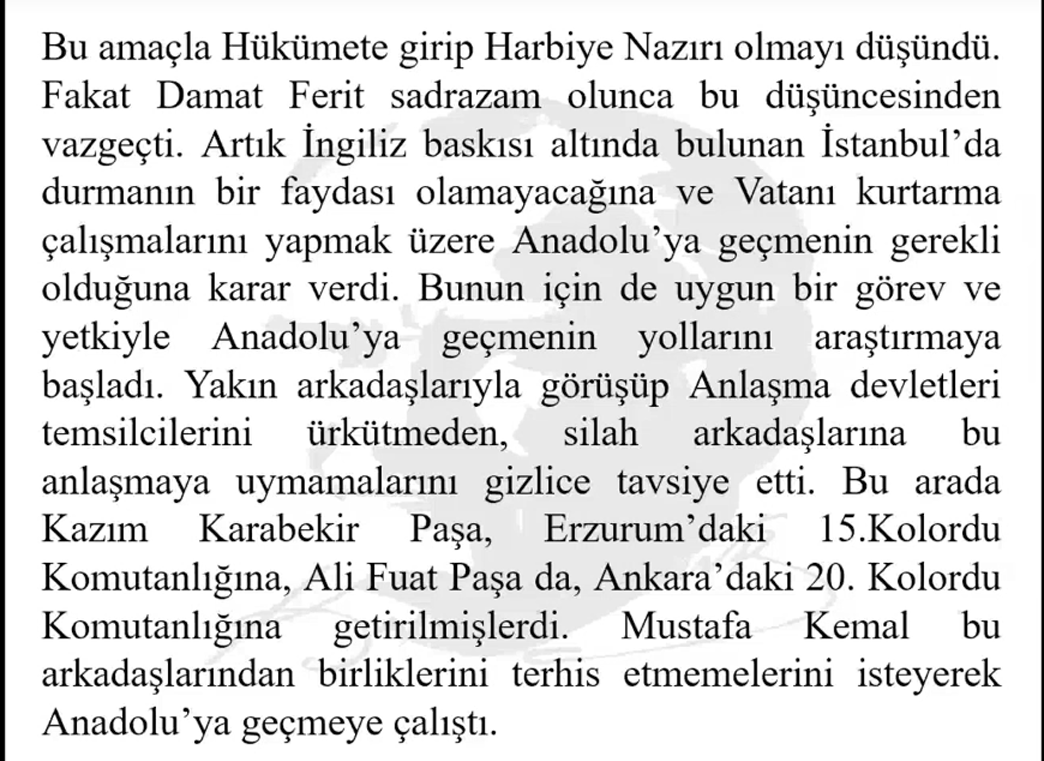 Bu amaçla Hükümete girip Harbiye Nazırı olmayı düşündü.
Fakat Damat Ferit sadrazam olunca bu düşüncesinden
vazgeçti. Artık İngiliz baskısı altında bulunan İstanbul’da
durmanın bir faydası olamayacağına ve Vatanı kurtarma
çalışmalarını yapmak üzere Anadolu’ya geçmenin gerekli
olduğuna karar verdi. Bunun için de uygun bir görev ve
yetkiyle Anadolu’ya geçmenin yollarını araştırmaya
başladı. Yakın arkadaşlarıyla görüşüp Anlaşma devletleri
temsilcilerini ürkütmeden, silah arkadaşlarına bu
anlaşmaya uymamalarını gizlice tavsiye etti. Bu arada
Kazım Karabekir Paşa, Erzurum’daki 15.Kolordu
Komutanlığına, Ali Fuat Paşa da, Ankara’daki 20. Kolordu
Komutanlığına getirilmişlerdi. Mustafa Kemal bu
arkadaşlarından birliklerini terhis etmemelerini isteyerek
Anadolu’ya geçmeye çalıştı.